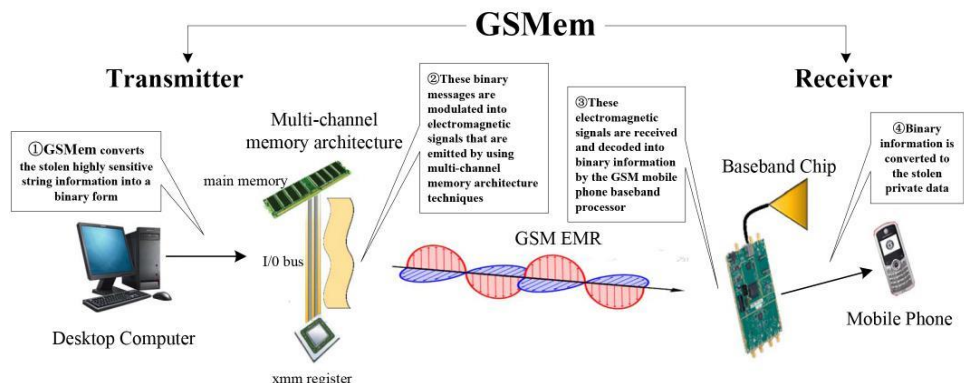 GSMem
Transmitter
Receiver
①GSMem converts
the stolen highly sensitive
string information into a
binary form
Desktop Computer
Multi-channel
memory architecture
main memory
I/0 bus
xmm register
②These binary
messages are
modulated into
electromagnetic
signals that are
emitted by using
multi-channel
memory architecture
techniques
GSM EMR
③These
electromagnetic
signals are received
and decoded into
binary information
by the GSM mobile
phone baseband
processor
Baseband Chip
④Binary
information is
converted to
the stolen
private data
Mobile Phone